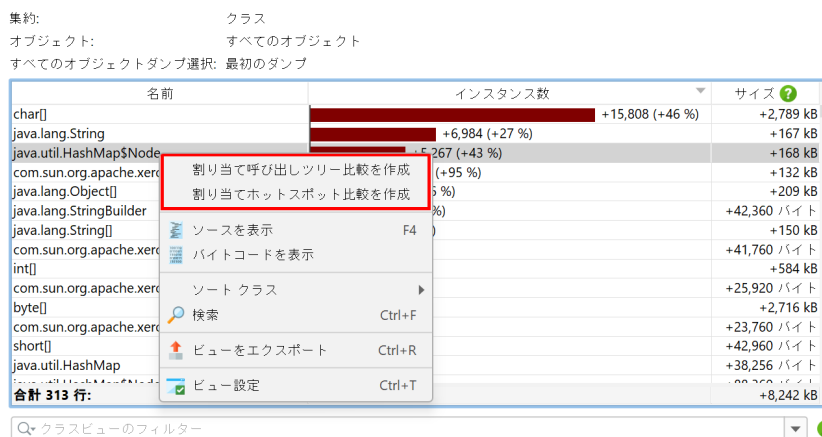 集約: クラス
オブジェクト: すべてのオブジェクト
すべてのオブジェクトダンプ選択: 最初のダンプ
名前 インスタンス数 サイズ ?
char[] +15,808 (+46 %) +2,789 kB
java.lang.String +6,984 (+27 %) +167 kB
java.util.HashMap$Node +5,267 (+43 %) +168 kB
com.sun.org.apache.xerc (+95 %) +132 kB
java.lang.Object[] %) +209 kB
java.lang.StringBuilder %) +42,360 バイト
java.lang.String[] ) +150 kB
com.sun.org.apache.xerc +41,760 バイト
int[] +584 kB
com.sun.org.apache.xerc +25,920 バイト
byte[] +2,716 kB
com.sun.org.apache.xerc +23,760 バイト
short[] +42,960 バイト
java.util.HashMap +38,256 バイト
合計 313 行: +8,242 kB
割り当て呼び出しツリー比較を作成
割り当てホットスポット比較を作成
ソースを表示 F4
バイトコードを表示
ソート クラス
検索 Ctrl+F
ビューをエクスポート Ctrl+R
ビュー設定 Ctrl+T
クラスビューのフィルター